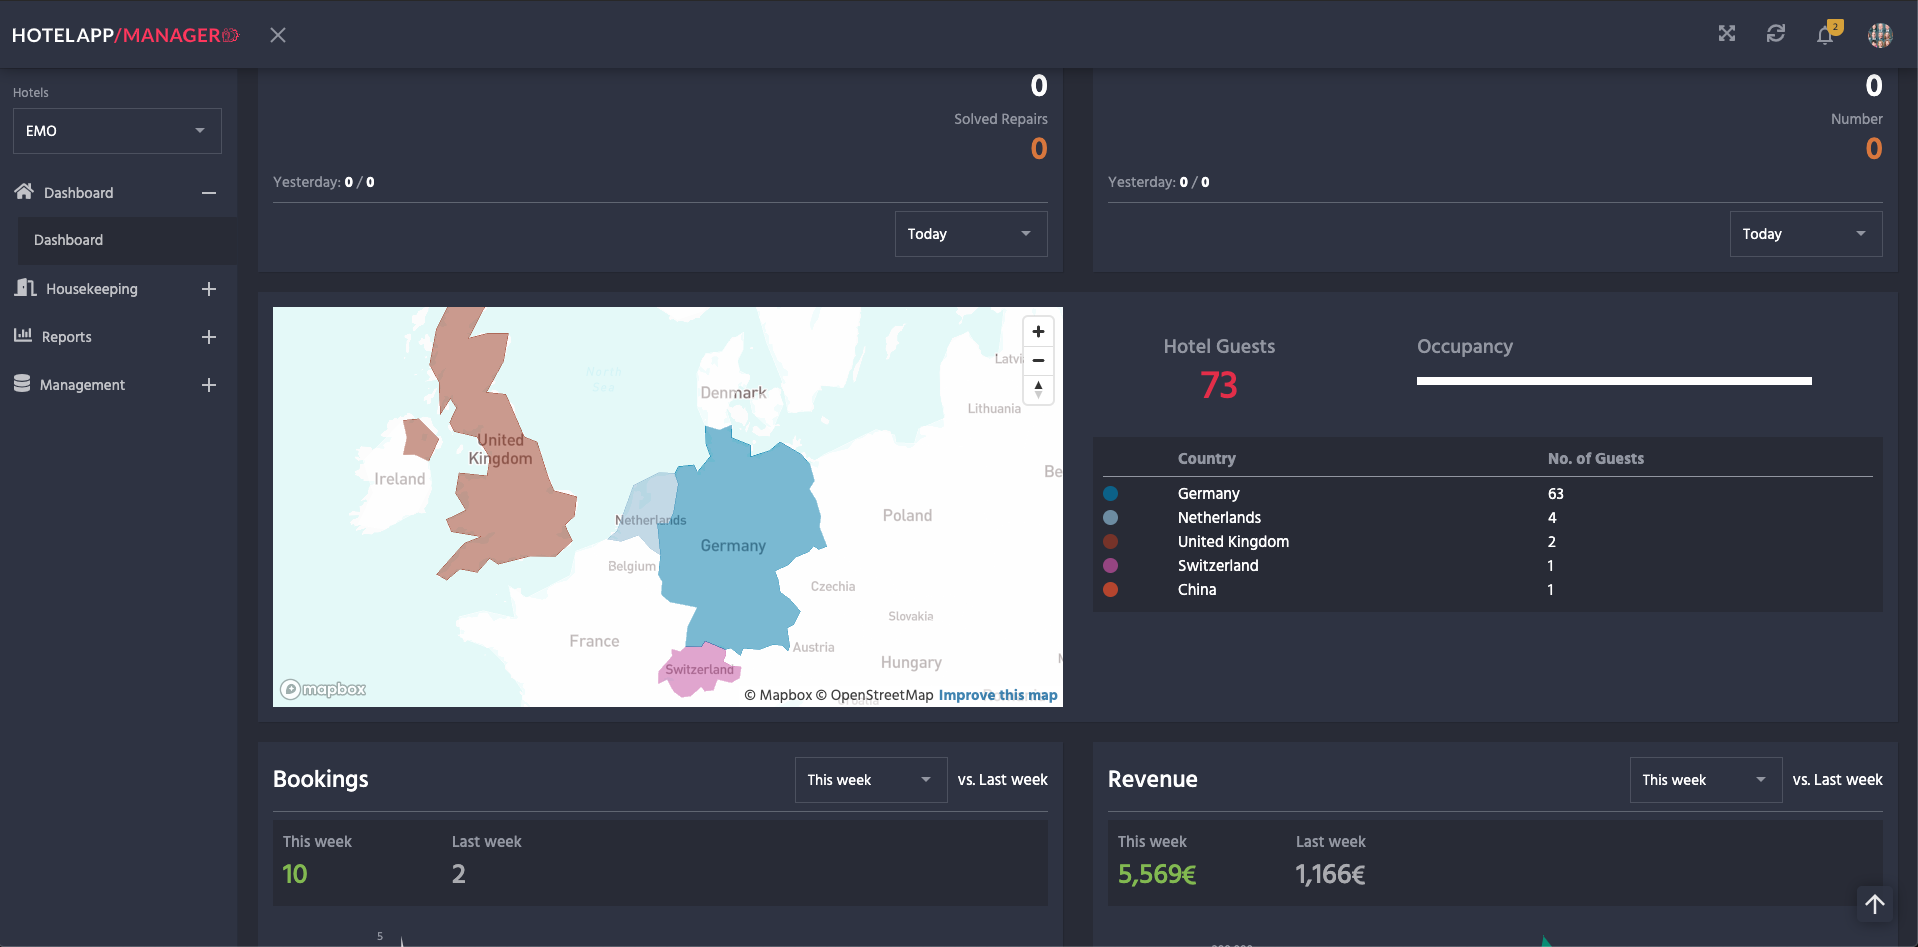 HOTELAPP/MANAGER
2
Hotels
EMO
Dashboard
Dashboard
Housekeeping
Reports
Management
0
Solved Repairs
0
Yesterday: 0 / 0
Today
0
Number
0
Yesterday: 0 / 0
Today
North
Sea
Denmark
Latvi
Lithuania
United
Kingdom
Ireland
Be
Netherlands
Poland
Germany
Belgium
Czechia
Slovakia
France
Austria
Switzerland
Hungary
mapbox
© Mapbox © OpenStreetMap Improve this map
Croatia
Hotel Guests
73
Occupancy
Country No. of Guests
Germany 63
Netherlands 4
United Kingdom 2
Switzerland 1
China 1
Bookings
This week
vs. Last week
This week Last week
10 2
5
Revenue
This week
vs. Last week
This week Last week
5,569€ 1,166€